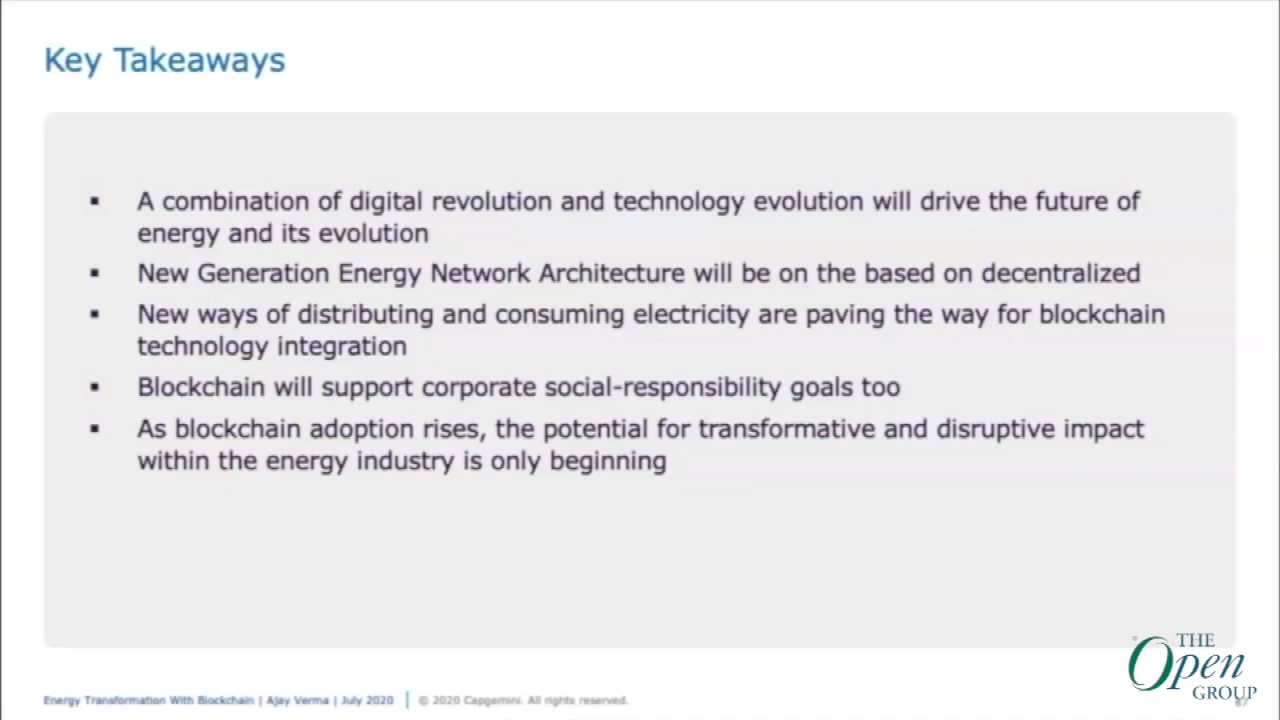 Key Takeaways
▪ A combination of digital revolution and technology evolution will drive the future of
energy and its evolution
▪ New Generation Energy Network Architecture will be on the based on decentralized
▪ New ways of distributing and consuming electricity are paving the way for blockchain
technology integration
▪ Blockchain will support corporate social-responsibility goals too
▪ As blockchain adoption rises, the potential for transformative and disruptive impact
within the energy industry is only beginning
THE
Open
GROUP
Energy Transformation With Blockchain | Ajay Verma | July 2020 | © 2020 Capgemini. All rights reserved.